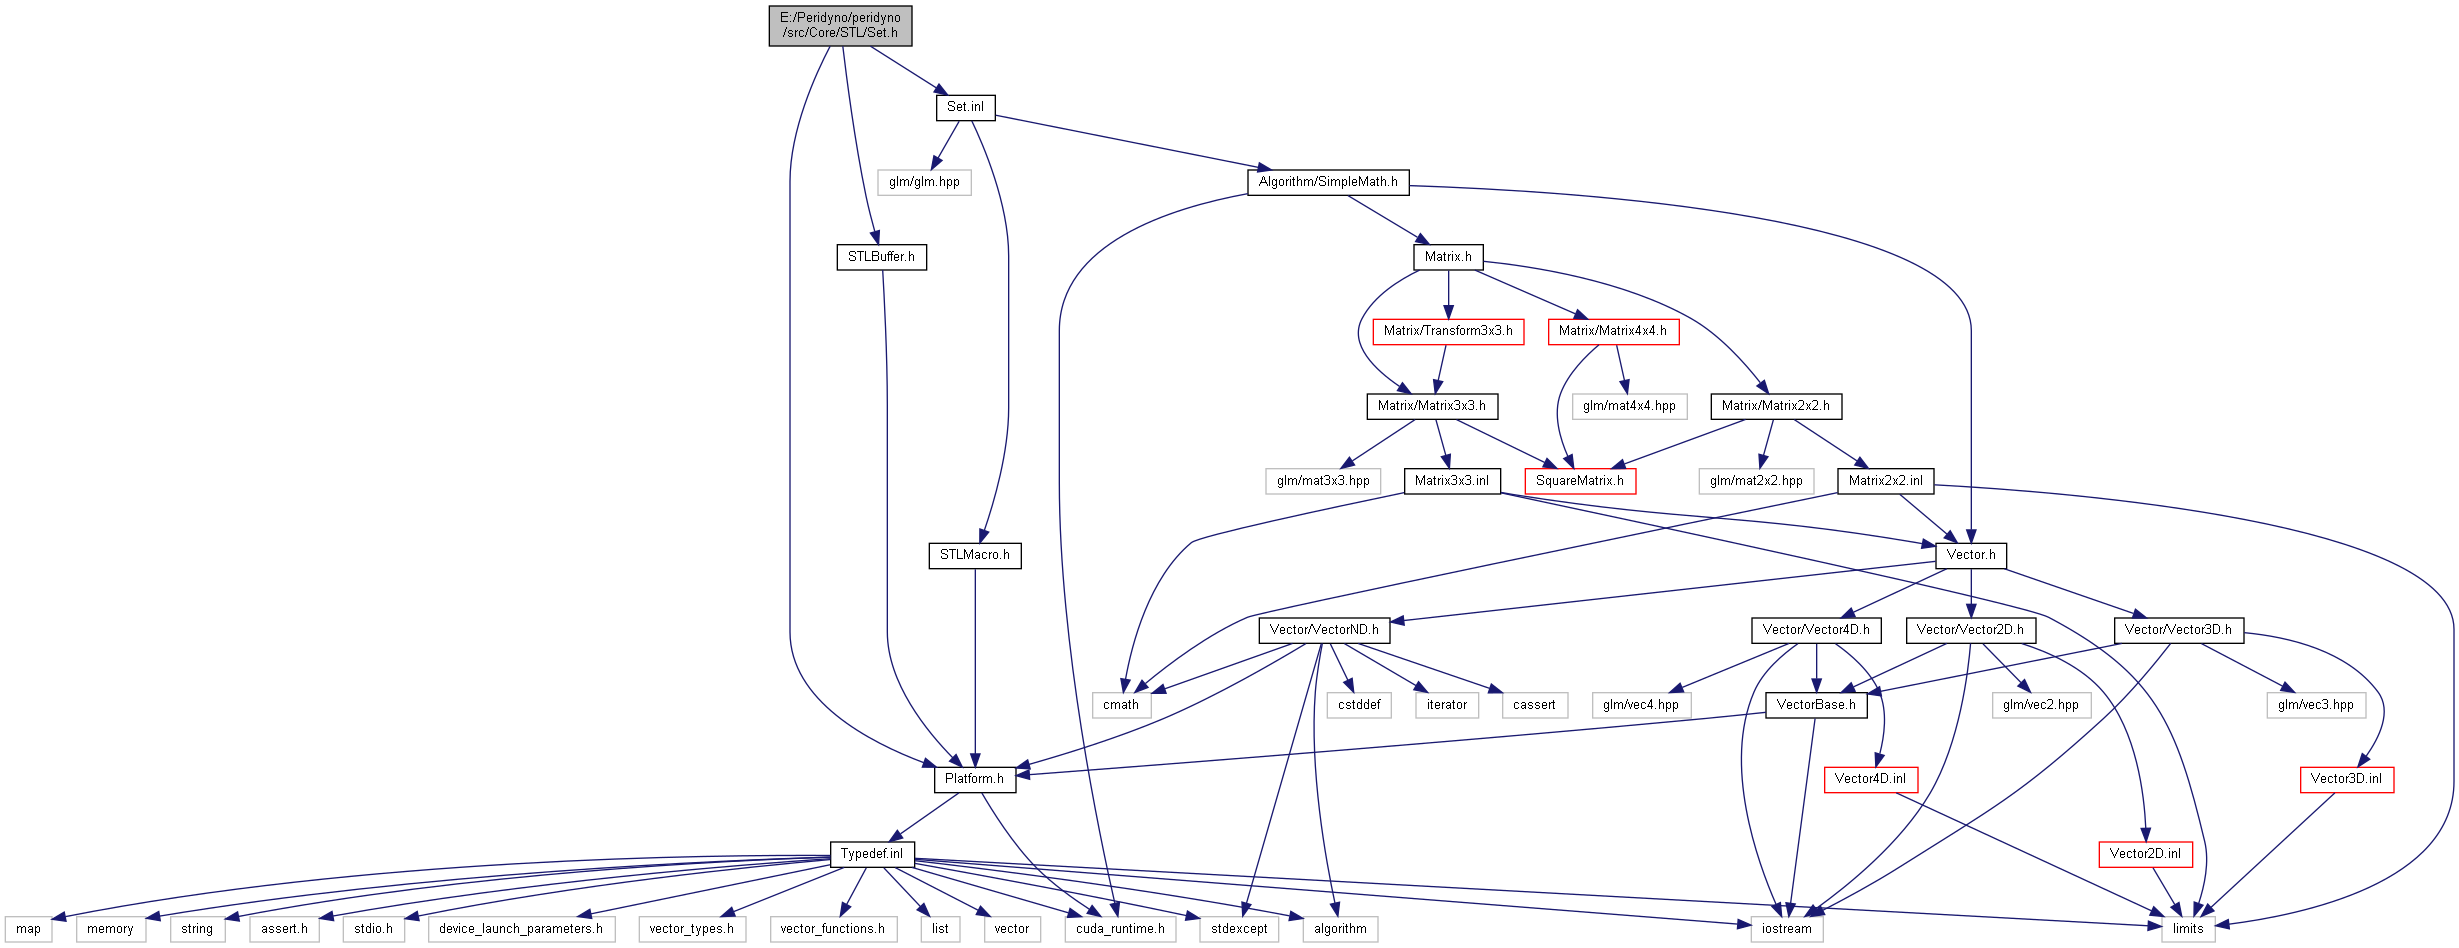 E:/Peridyno/peridyno
/src/Core/STL/Set.h
Set.inl
glm/glm.hpp
Algorithm/SimpleMath.h
STLBuffer.h
Matrix.h
Matrix/Transform3x3.h
Matrix/Matrix4x4.h
Matrix/Matrix3x3.h
glm/mat4x4.hpp
Matrix/Matrix2x2.h
glm/mat3x3.hpp
Matrix3x3.inl
SquareMatrix.h
glm/mat2x2.hpp
Matrix2x2.inl
STLMacro.h
Vector.h
Vector/VectorND.h
Vector/Vector4D.h
Vector/Vector2D.h
Vector/Vector3D.h
cmath
cstddef
iterator
cassert
glm/vec4.hpp
VectorBase.h
glm/vec2.hpp
glm/vec3.hpp
Platform.h
Vector4D.inl
Vector3D.inl
Typedef.inl
Vector2D.inl
map
memory
string
assert.h
stdio.h
device_launch_parameters.h
vector_types.h
vector_functions.h
list
vector
cuda_runtime.h
stdexcept
algorithm
iostream
limits